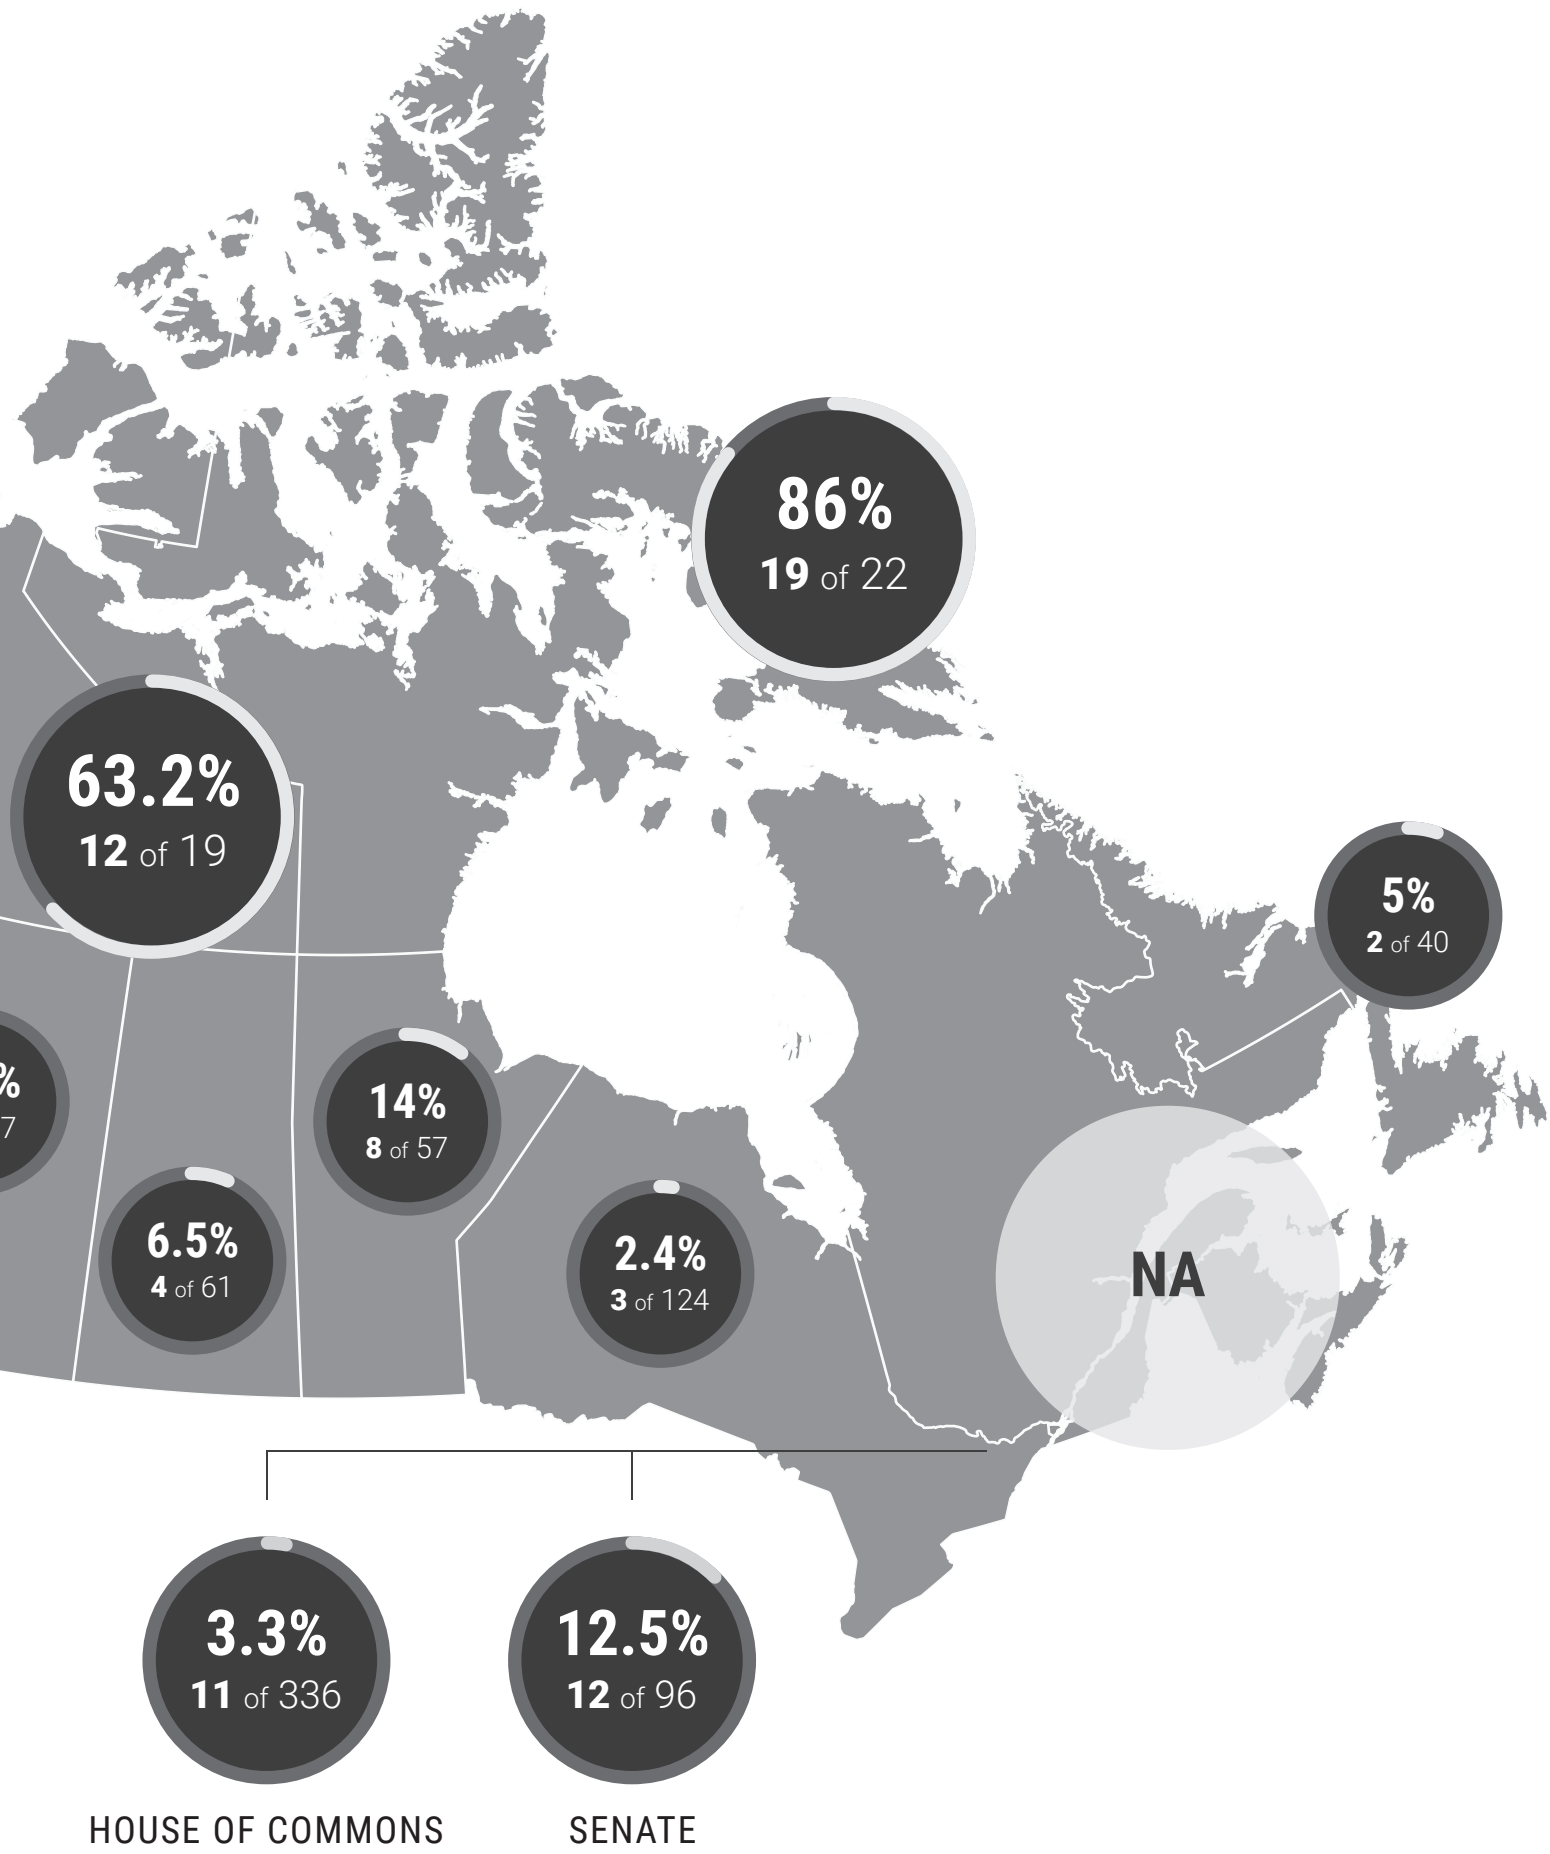 86%
19 of 22
63.2%
12 of 19
5%
2 of 40
%
7
14%
8 of 57
6.5%
4 of 61
2.4%
3 of 124
NA
3.3%
11 of 336
12.5%
12 of 96
HOUSE OF COMMONS
SENATE